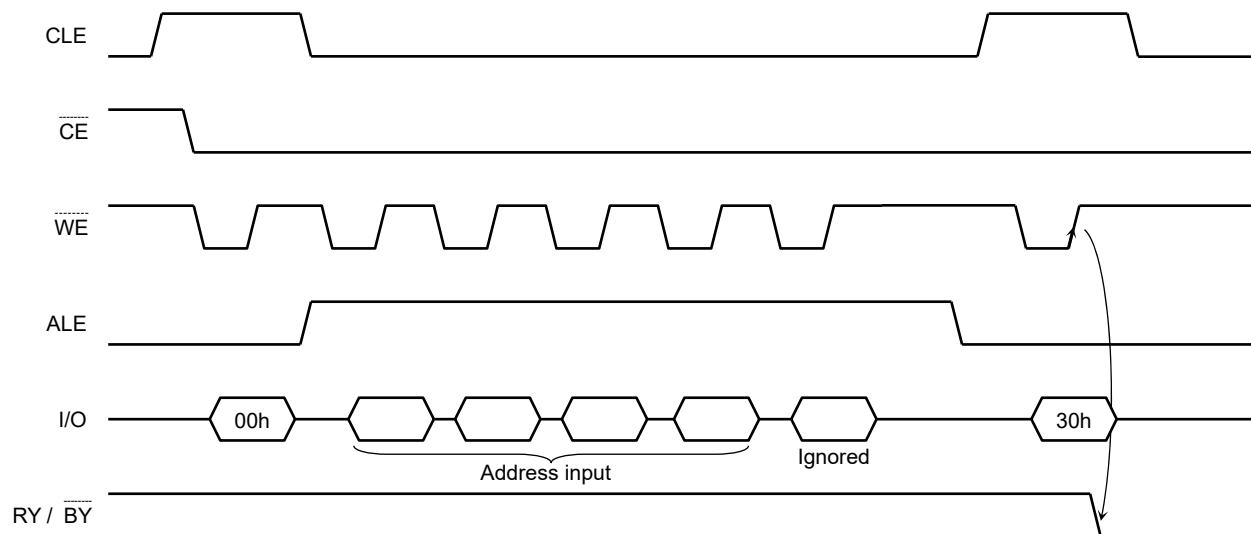 CLE
CE
WE
ALE
I/O 00h 30h
Ignored
Address input
RY / BY